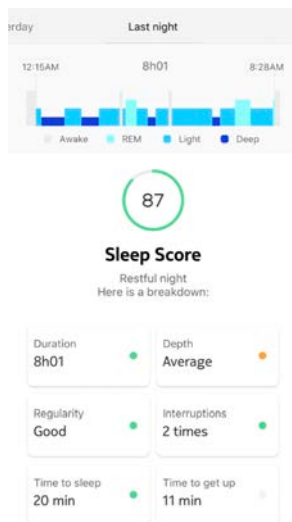 erday Last night
12:15AM 8h01 8:28AM
Awake REM Light Deep
87
Sleep Score
Restful night
Here is a breakdown:
Duration
8h01
Depth
Average
Regularity
Good
Interruptions
2 times
Time to sleep
20 min
Time to get up
11 min